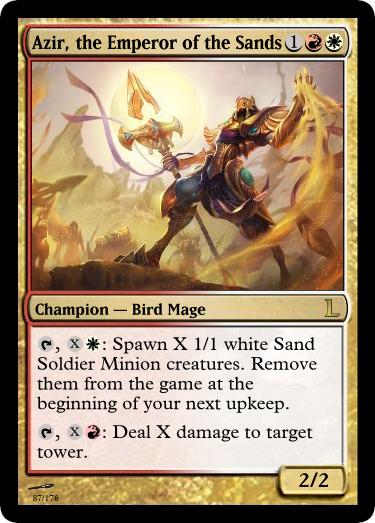 Azir, the Emperor of the Sands 1
Champion — Bird Mage L
, X : Spawn X 1/1 white Sand
Soldier Minion creatures. Remove
them from the game at the
beginning of your next upkeep.
, X : Deal X damage to target
tower.
2/2
87/176